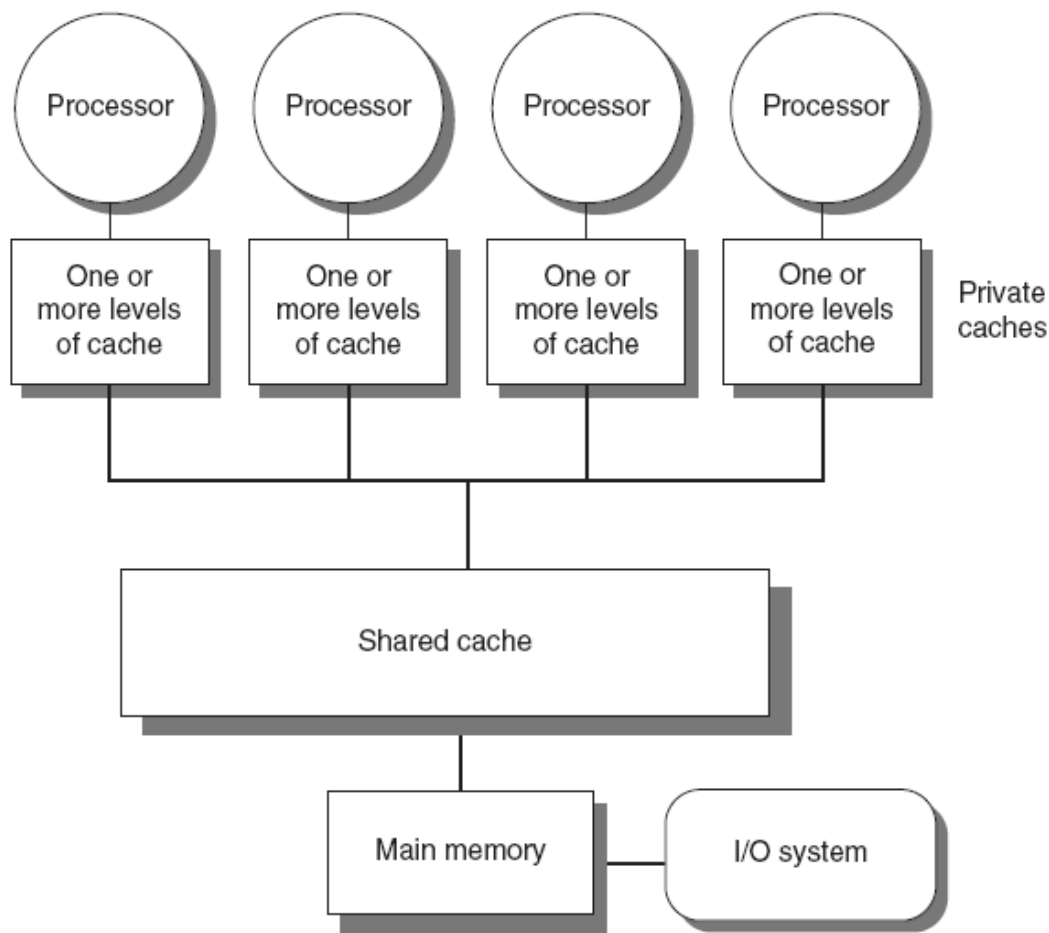 Processor
Processor
Processor
Processor
One or
more levels
of cache
One or
more levels
of cache
One or
more levels
of cache
One or
more levels
of cache
Private
caches
Shared cache
Main memory
I/O system